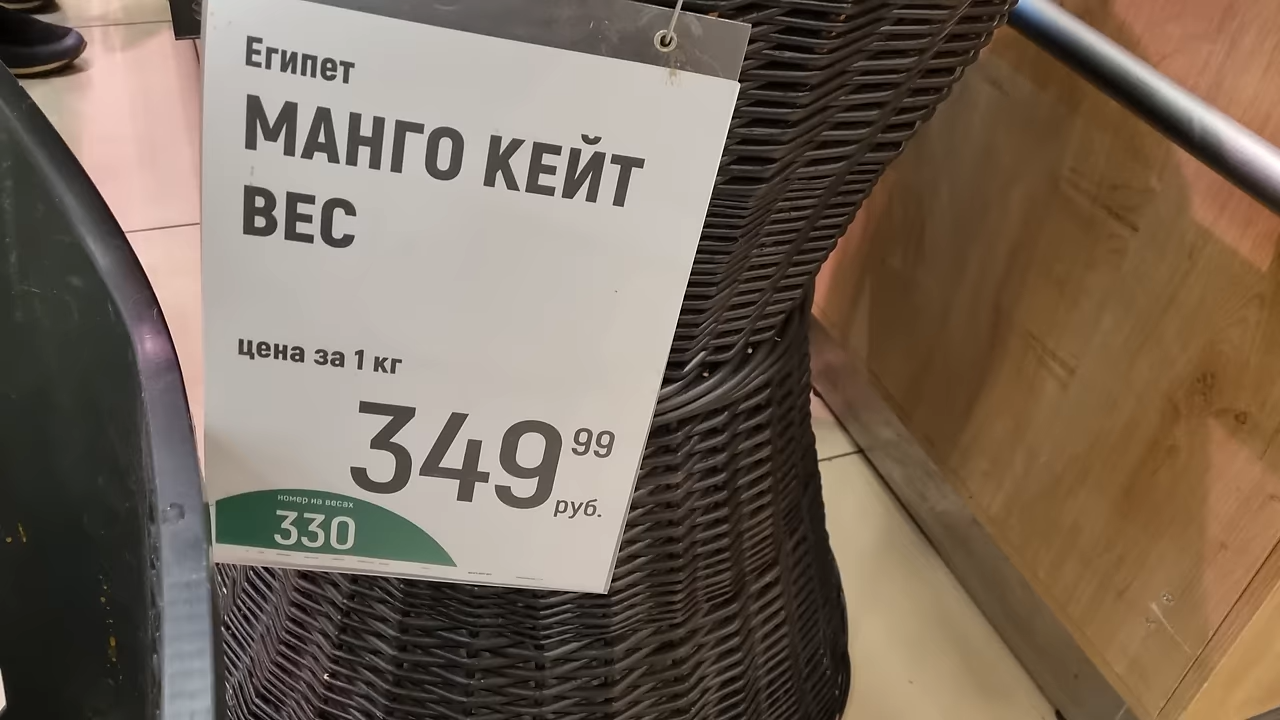 Египет
МАНГО КЕЙТ
ВЕС
цена за 1 кг
349 99
руб.
номер на весах
330